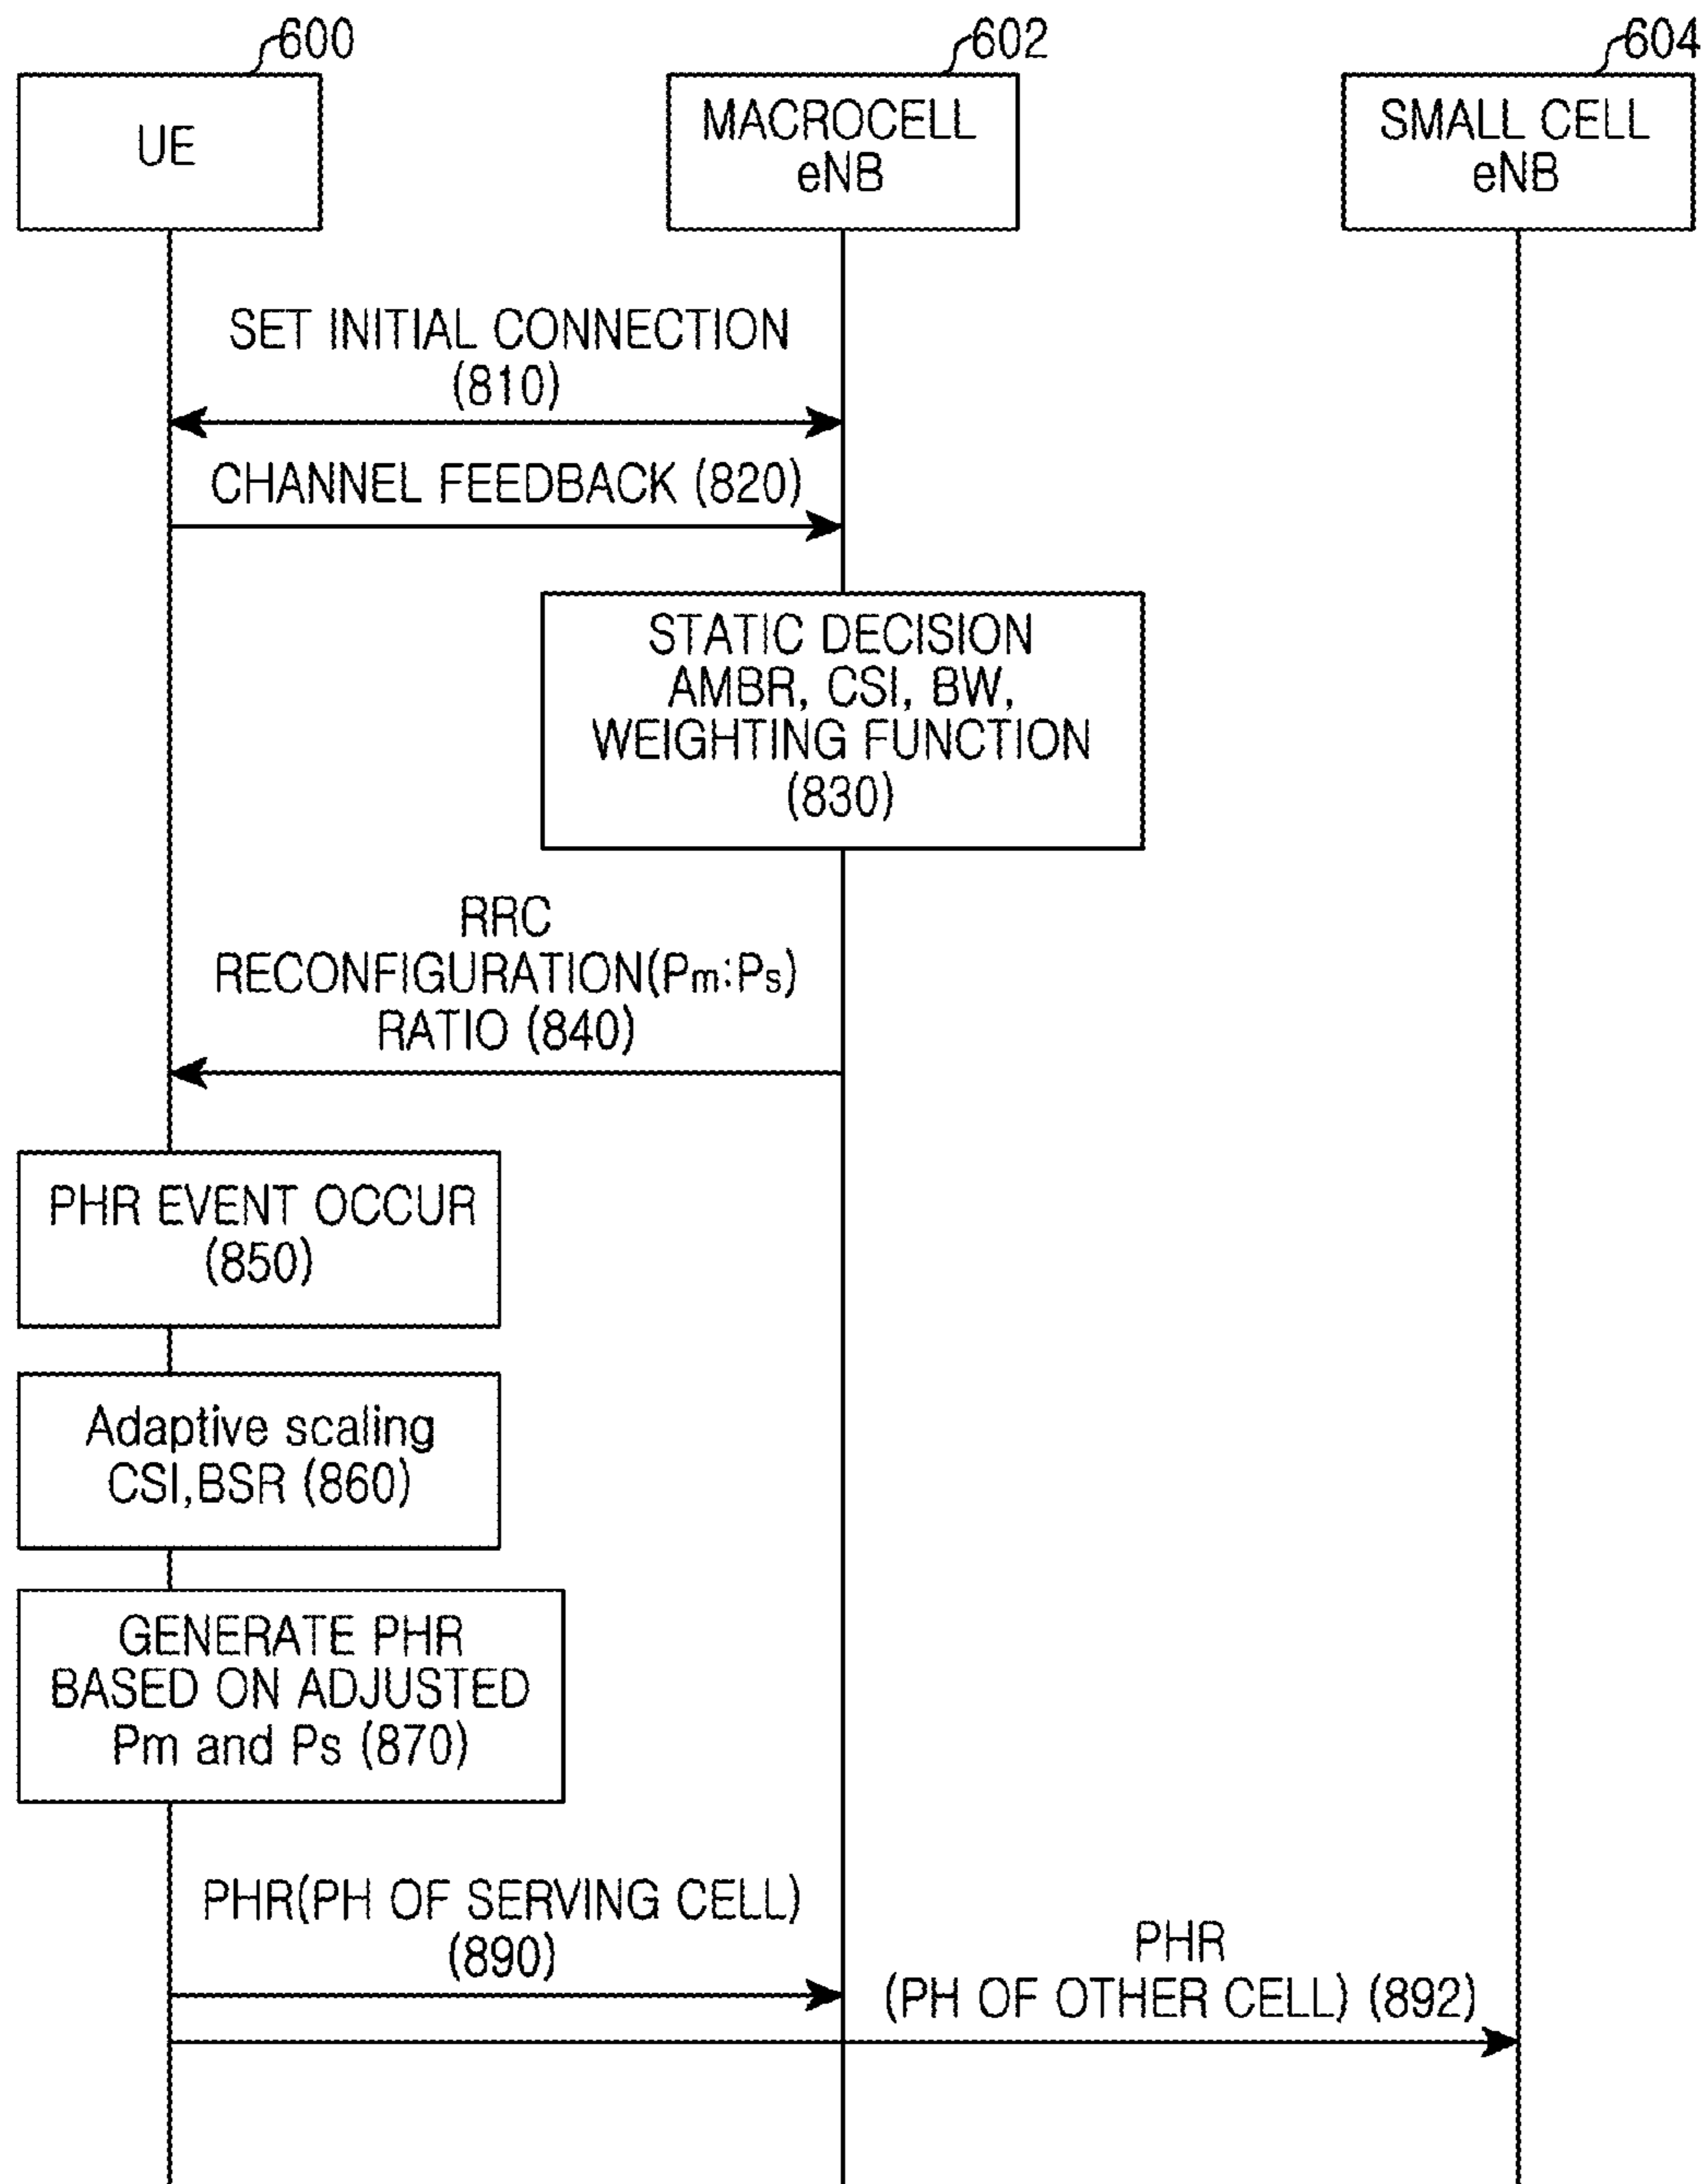 600
602
604
UE
MACROCELL
eNB
SMALL CELL
eNB
SET INITIAL CONNECTION
(810)
CHANNEL FEEDBACK (820)
STATIC DECISION
AMBR, CSI, BW,
WEIGHTING FUNCTION
(830)
RRC
RECONFIGURATION(Pm:Ps)
RATIO (840)
PHR EVENT OCCUR
(850)
Adaptive scaling
CSI,BSR (860)
GENERATE PHR
BASED ON ADJUSTED
Pm and Ps (870)
PHR(PH OF SERVING CELL)
(890)
PHR
(PH OF OTHER CELL) (892)